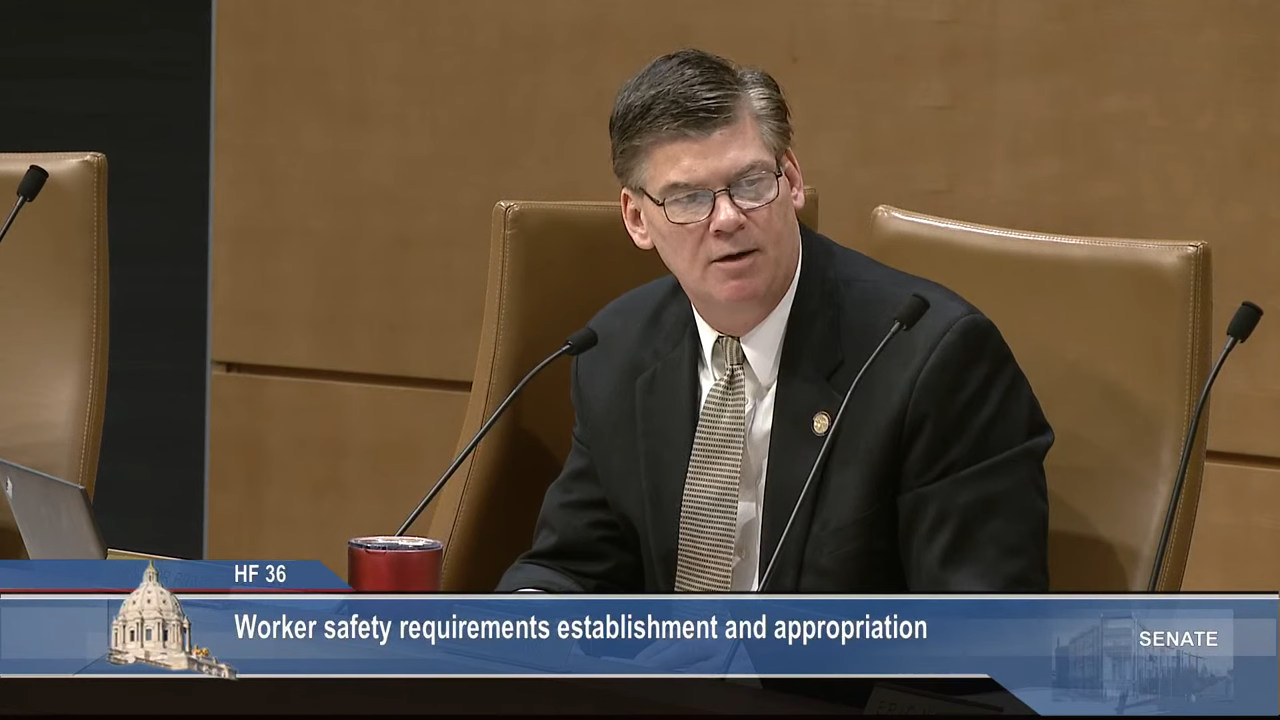 HF 36
Worker safety requirements establishment and appropriation
SENATE